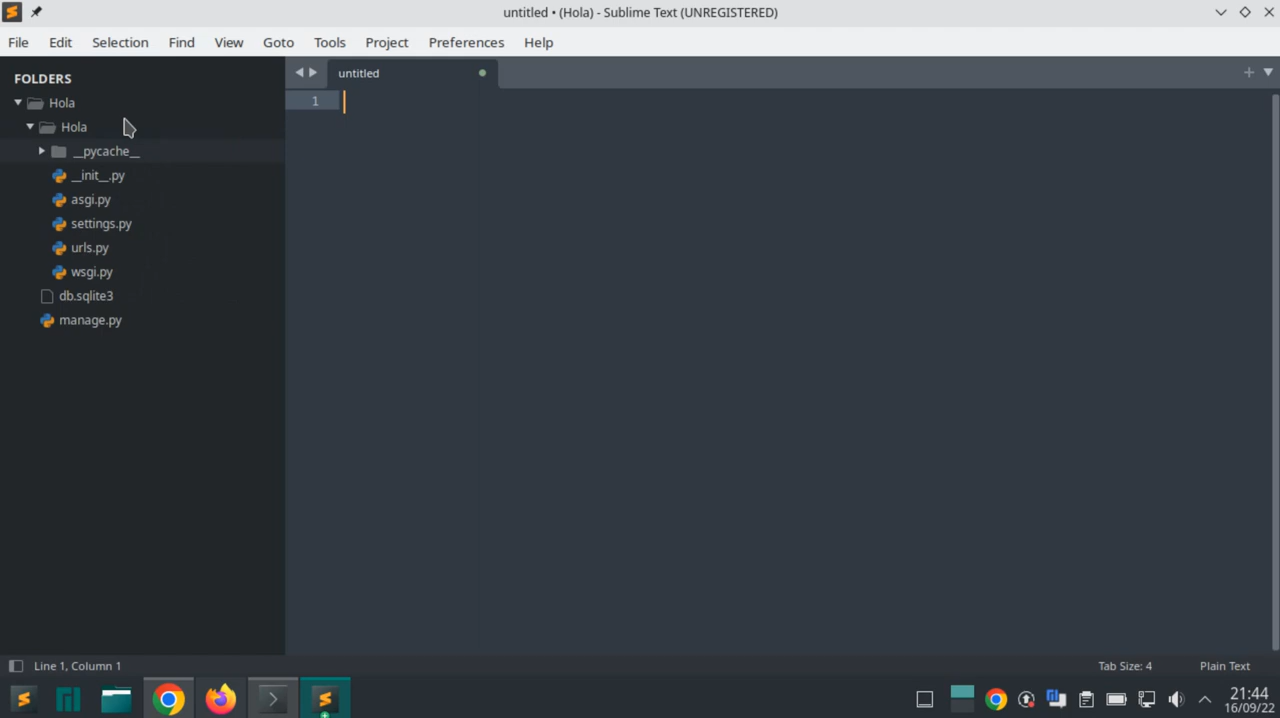 untitled • (Hola) - Sublime Text (UNREGISTERED)
File Edit Selection Find View Goto Tools Project Preferences Help
FOLDERS
Hola
Hola
__pycache__
__init__.py
asgi.py
settings.py
urls.py
wsgi.py
db.sqlite3
manage.py
untitled
1
Line 1, Column 1
Tab Size: 4
Plain Text
21:44
16/09/22